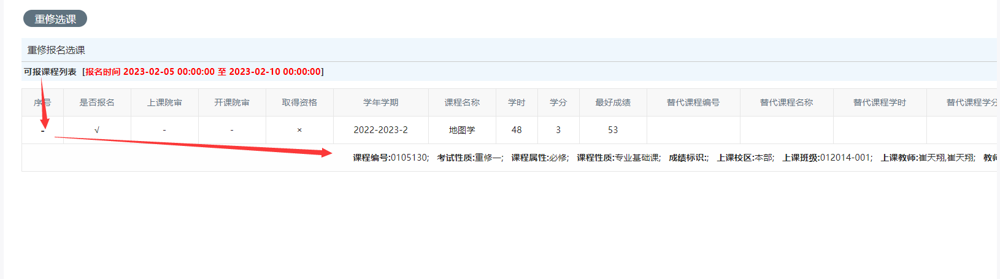 重修选课
重修报名选课
可报课程列表 [报名时间 2023-02-05 00:00:00 至 2023-02-10 00:00:00]
序号 是否报名 上课院审 开课院审 取得资格 学年学期 课程名称 学时 学分 最好成绩 替代课程编号 替代课程名称 替代课程学时 替代课程学分
- √ - - × 2022-2023-2 地图学 48 3 53
课程编号:0105130; 考试性质:重修一; 课程属性:必修; 课程性质:专业基础课; 成绩标识:; 上课校区:本部; 上课班级:012014-001; 上课教师:崔天翔,崔天翔; 教师